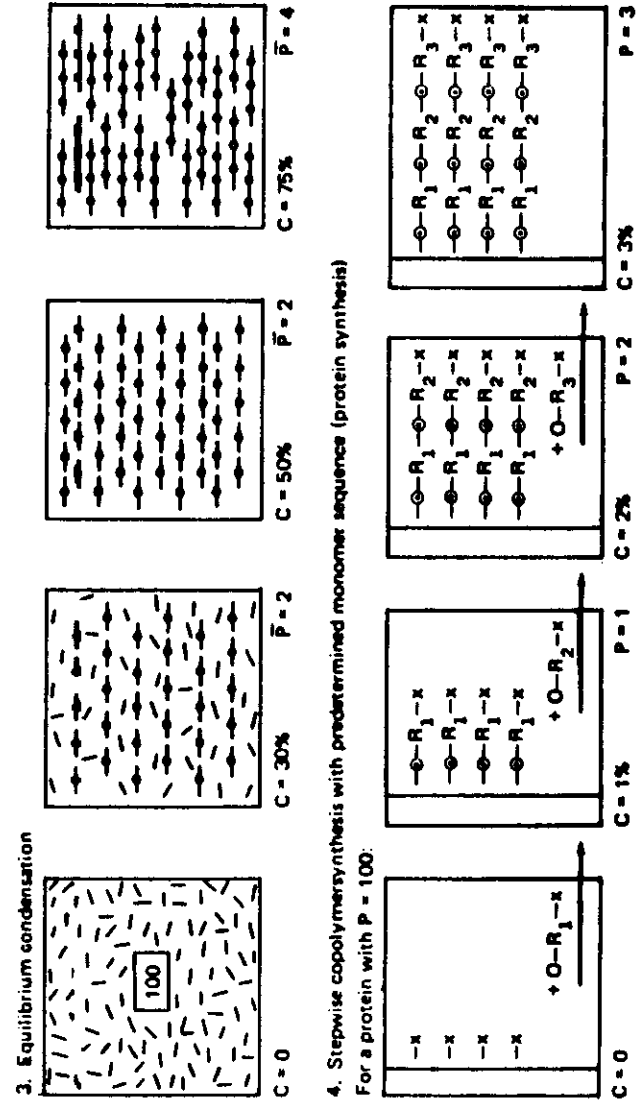 3. Equilibrium condensation
100
C = 0
C = 30% P̄ = 2
C = 50% P̄ = 2
C = 75% P̄ = 4
4. Stepwise copolymersynthesis with predetermined monomer sequence (protein synthesis)
For a protein with P = 100:
–x
–x
–x
–x
+ O–R₁–x
C = 0
–⊙–R₁–x
–⊙–R₁–x
–⊙–R₁–x
–⊙–R₁–x
+ O–R₂–x
C = 1% P = 1
–⊙–R₁–⊙–R₂–x
–⊙–R₁–⊙–R₂–x
–⊙–R₁–⊙–R₂–x
–⊙–R₁–⊙–R₂–x
+ O–R₃–x
C = 2% P = 2
–⊙–R₁–⊙–R₂–⊙–R₃–x
–⊙–R₁–⊙–R₂–⊙–R₃–x
–⊙–R₁–⊙–R₂–⊙–R₃–x
–⊙–R₁–⊙–R₂–⊙–R₃–x
C = 3% P = 3